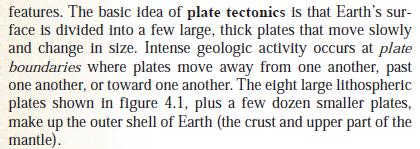 features. The basic idea of plate tectonics is that Earth's sur-
face is divided into a few large, thick plates that move slowly
and change in size. Intense geologic activity occurs at plate
boundaries where plates move away from one another, past
one another, or toward one another. The eight large lithospheric
plates shown in figure 4.1, plus a few dozen smaller plates,
make up the outer shell of Earth (the crust and upper part of the
mantle).